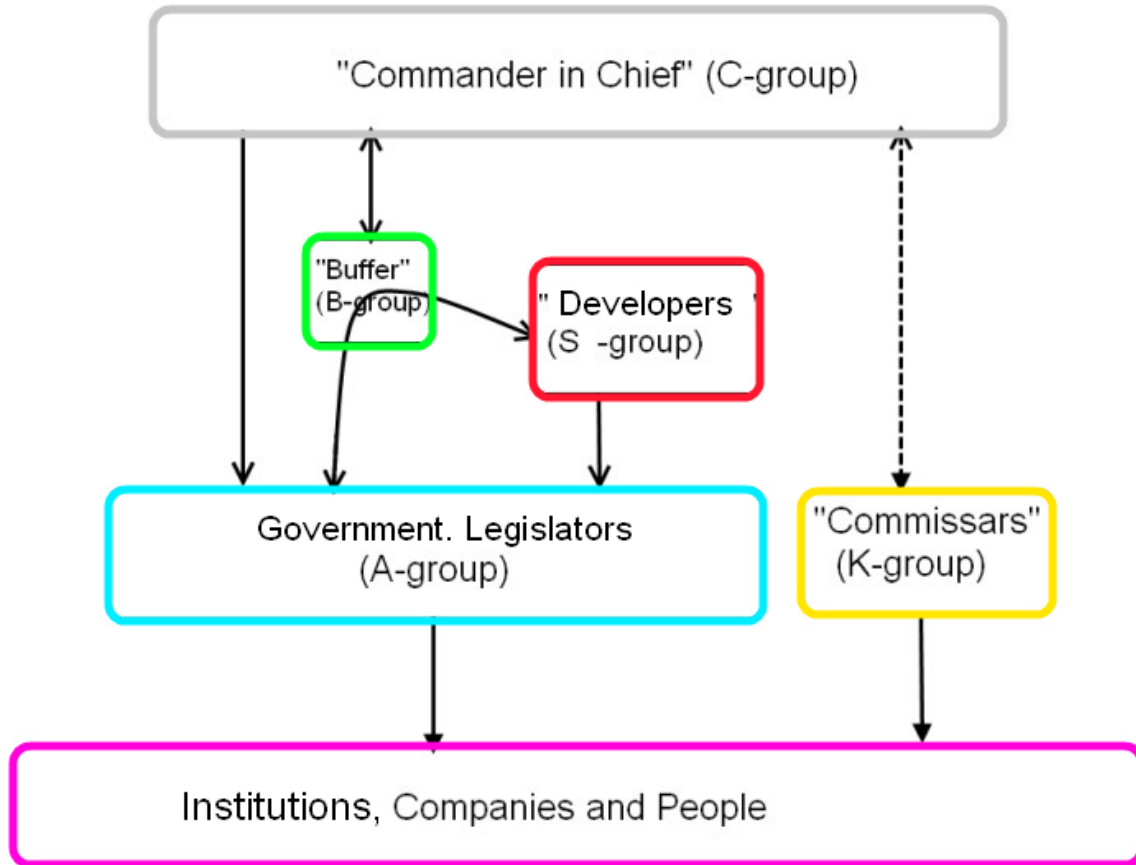 "Commander in Chief" (C-group)
"Buffer"
(B-group)
" Developers "
(S -group)
Government. Legislators
(A-group)
"Commissars"
(K-group)
Institutions, Companies and People